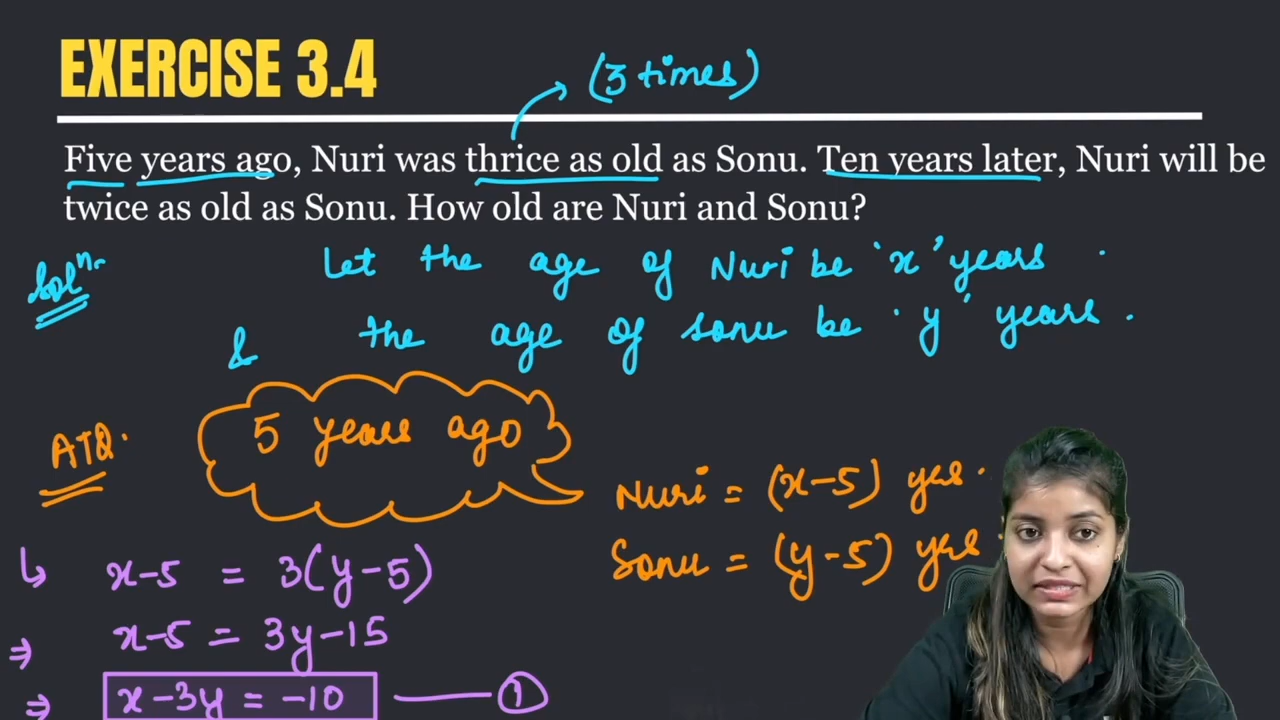 EXERCISE 3.4
(3 times)
Five years ago, Nuri was thrice as old as Sonu. Ten years later, Nuri will be
twice as old as Sonu. How old are Nuri and Sonu?
Solⁿ.
Let the age of Nuri be 'x' years.
& the age of sonu be 'y' years.
ATQ.
5 years ago
Nuri = (x-5) yrs.
Sonu = (y-5) yrs.
↳ x-5 = 3(y-5)
⇒ x-5 = 3y-15
⇒ x-3y = -10 —— ①